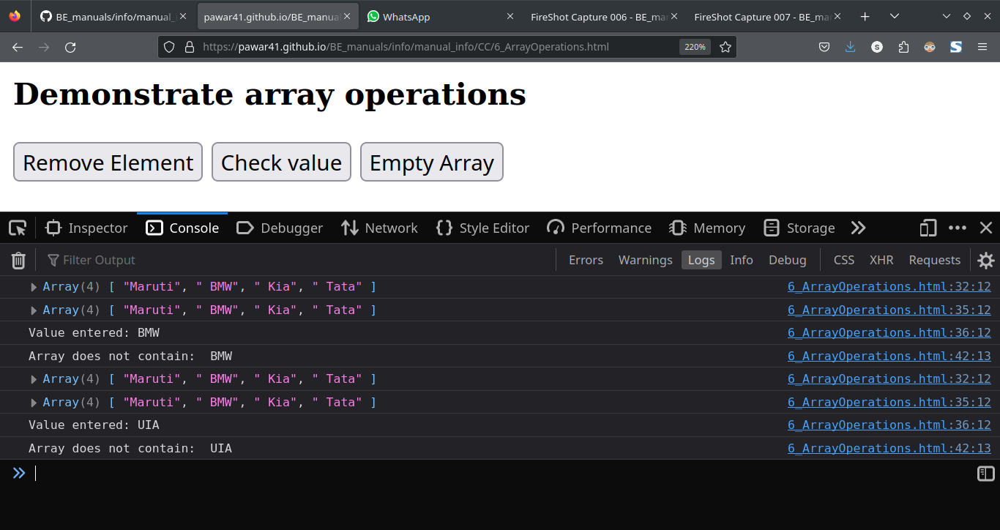 BE_manuals/info/manual_
pawar41.github.io/BE_manua
WhatsApp
FireShot Capture 006 - BE_ma
FireShot Capture 007 - BE_ma
https://pawar41.github.io/BE_manuals/info/manual_info/CC/6_ArrayOperations.html
220%
S
S
Demonstrate array operations
Remove Element Check value Empty Array
Inspector Console Debugger Network Style Editor Performance Memory Storage
Filter Output Errors Warnings Logs Info Debug CSS XHR Requests
Array(4) [ "Maruti", " BMW", " Kia", " Tata" ] 6_ArrayOperations.html:32:12
Array(4) [ "Maruti", " BMW", " Kia", " Tata" ] 6_ArrayOperations.html:35:12
Value entered: BMW 6_ArrayOperations.html:36:12
Array does not contain:  BMW 6_ArrayOperations.html:42:13
Array(4) [ "Maruti", " BMW", " Kia", " Tata" ] 6_ArrayOperations.html:32:12
Array(4) [ "Maruti", " BMW", " Kia", " Tata" ] 6_ArrayOperations.html:35:12
Value entered: UIA 6_ArrayOperations.html:36:12
Array does not contain:  UIA 6_ArrayOperations.html:42:13